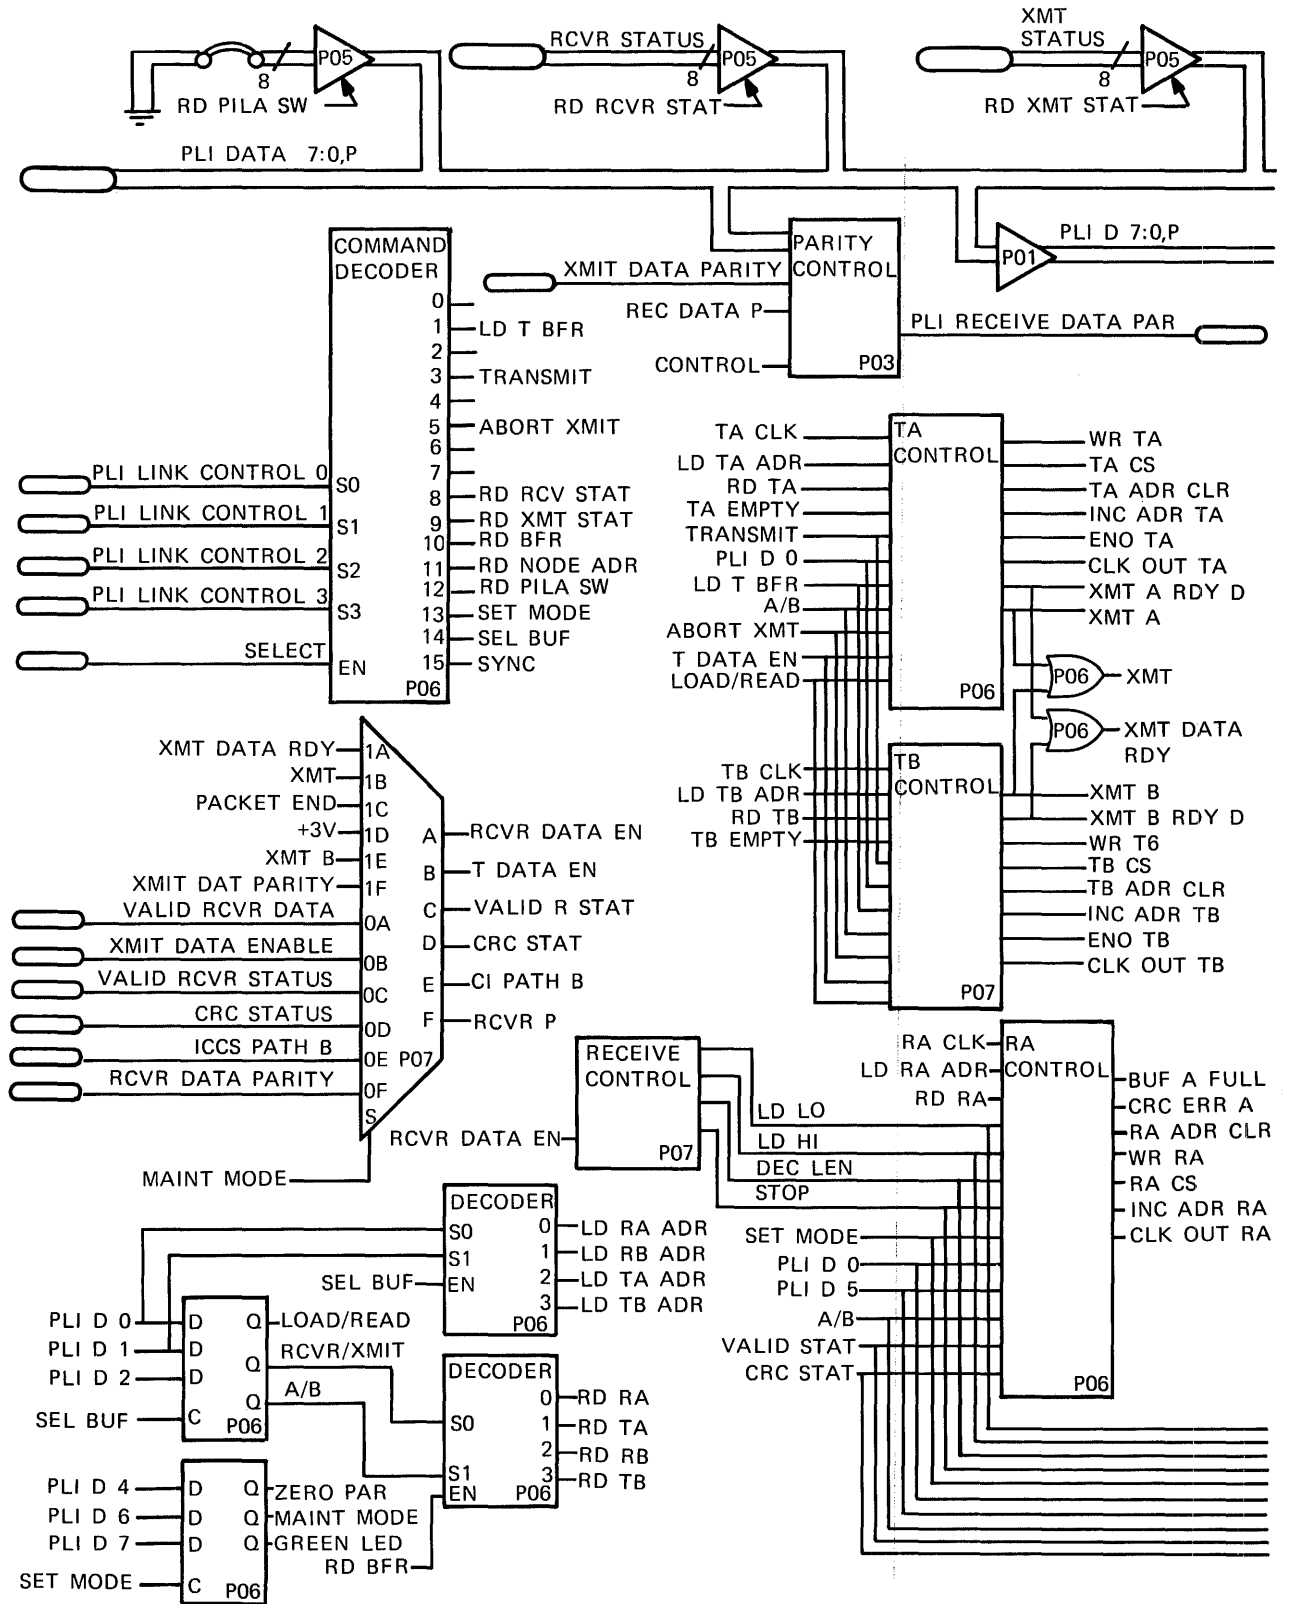 P05
8
RD PILA SW
RCVR STATUS
P05
8
RD RCVR STAT
XMT
STATUS
P05
8
RD XMT STAT
PLI DATA 7:0,P
COMMAND
DECODER
0
1 LD T BFR
2
3 TRANSMIT
4
5 ABORT XMIT
6
7
8 RD RCV STAT
9 RD XMT STAT
10 RD BFR
11 RD NODE ADR
12 RD PILA SW
13 SET MODE
14 SEL BUF
15 SYNC
PLI LINK CONTROL 0 S0
PLI LINK CONTROL 1 S1
PLI LINK CONTROL 2 S2
PLI LINK CONTROL 3 S3
SELECT EN
P06
PARITY
CONTROL
XMIT DATA PARITY
REC DATA P
CONTROL
P03
PLI RECEIVE DATA PAR
P01
PLI D 7:0,P
TA
CONTROL
TA CLK
LD TA ADR
RD TA
TA EMPTY
TRANSMIT
PLI D 0
LD T BFR
A/B
ABORT XMT
T DATA EN
LOAD/READ
P06
WR TA
TA CS
TA ADR CLR
INC ADR TA
ENO TA
CLK OUT TA
XMT A RDY D
XMT A
P06 XMT
P06 XMT DATA
RDY
TB
CONTROL
TB CLK
LD TB ADR
RD TB
TB EMPTY
P07
XMT B
XMT B RDY D
WR T6
TB CS
TB ADR CLR
INC ADR TB
ENO TB
CLK OUT TB
XMT DATA RDY 1A
XMT 1B
PACKET END 1C
+3V 1D
XMT B 1E
XMIT DAT PARITY 1F
VALID RCVR DATA 0A
XMIT DATA ENABLE 0B
VALID RCVR STATUS 0C
CRC STATUS 0D
ICCS PATH B 0E
RCVR DATA PARITY 0F
S
P07
MAINT MODE
A RCVR DATA EN
B T DATA EN
C VALID R STAT
D CRC STAT
E CI PATH B
F RCVR P
RECEIVE
CONTROL
RCVR DATA EN
P07
LD LO
LD HI
DEC LEN
STOP
RA
CONTROL
RA CLK
LD RA ADR
RD RA
SET MODE
PLI D 0
PLI D 5
A/B
VALID STAT
CRC STAT
P06
BUF A FULL
CRC ERR A
RA ADR CLR
WR RA
RA CS
INC ADR RA
CLK OUT RA
DECODER
S0
S1
SEL BUF EN
0 LD RA ADR
1 LD RB ADR
2 LD TA ADR
3 LD TB ADR
P06
PLI D 0 D Q LOAD/READ
PLI D 1 D Q RCVR/XMIT
PLI D 2 D Q A/B
SEL BUF C
P06
DECODER
S0
S1
EN
0 RD RA
1 RD TA
2 RD RB
3 RD TB
P06
PLI D 4 D Q ZERO PAR
PLI D 6 D Q MAINT MODE
PLI D 7 D Q GREEN LED
RD BFR
SET MODE C
P06